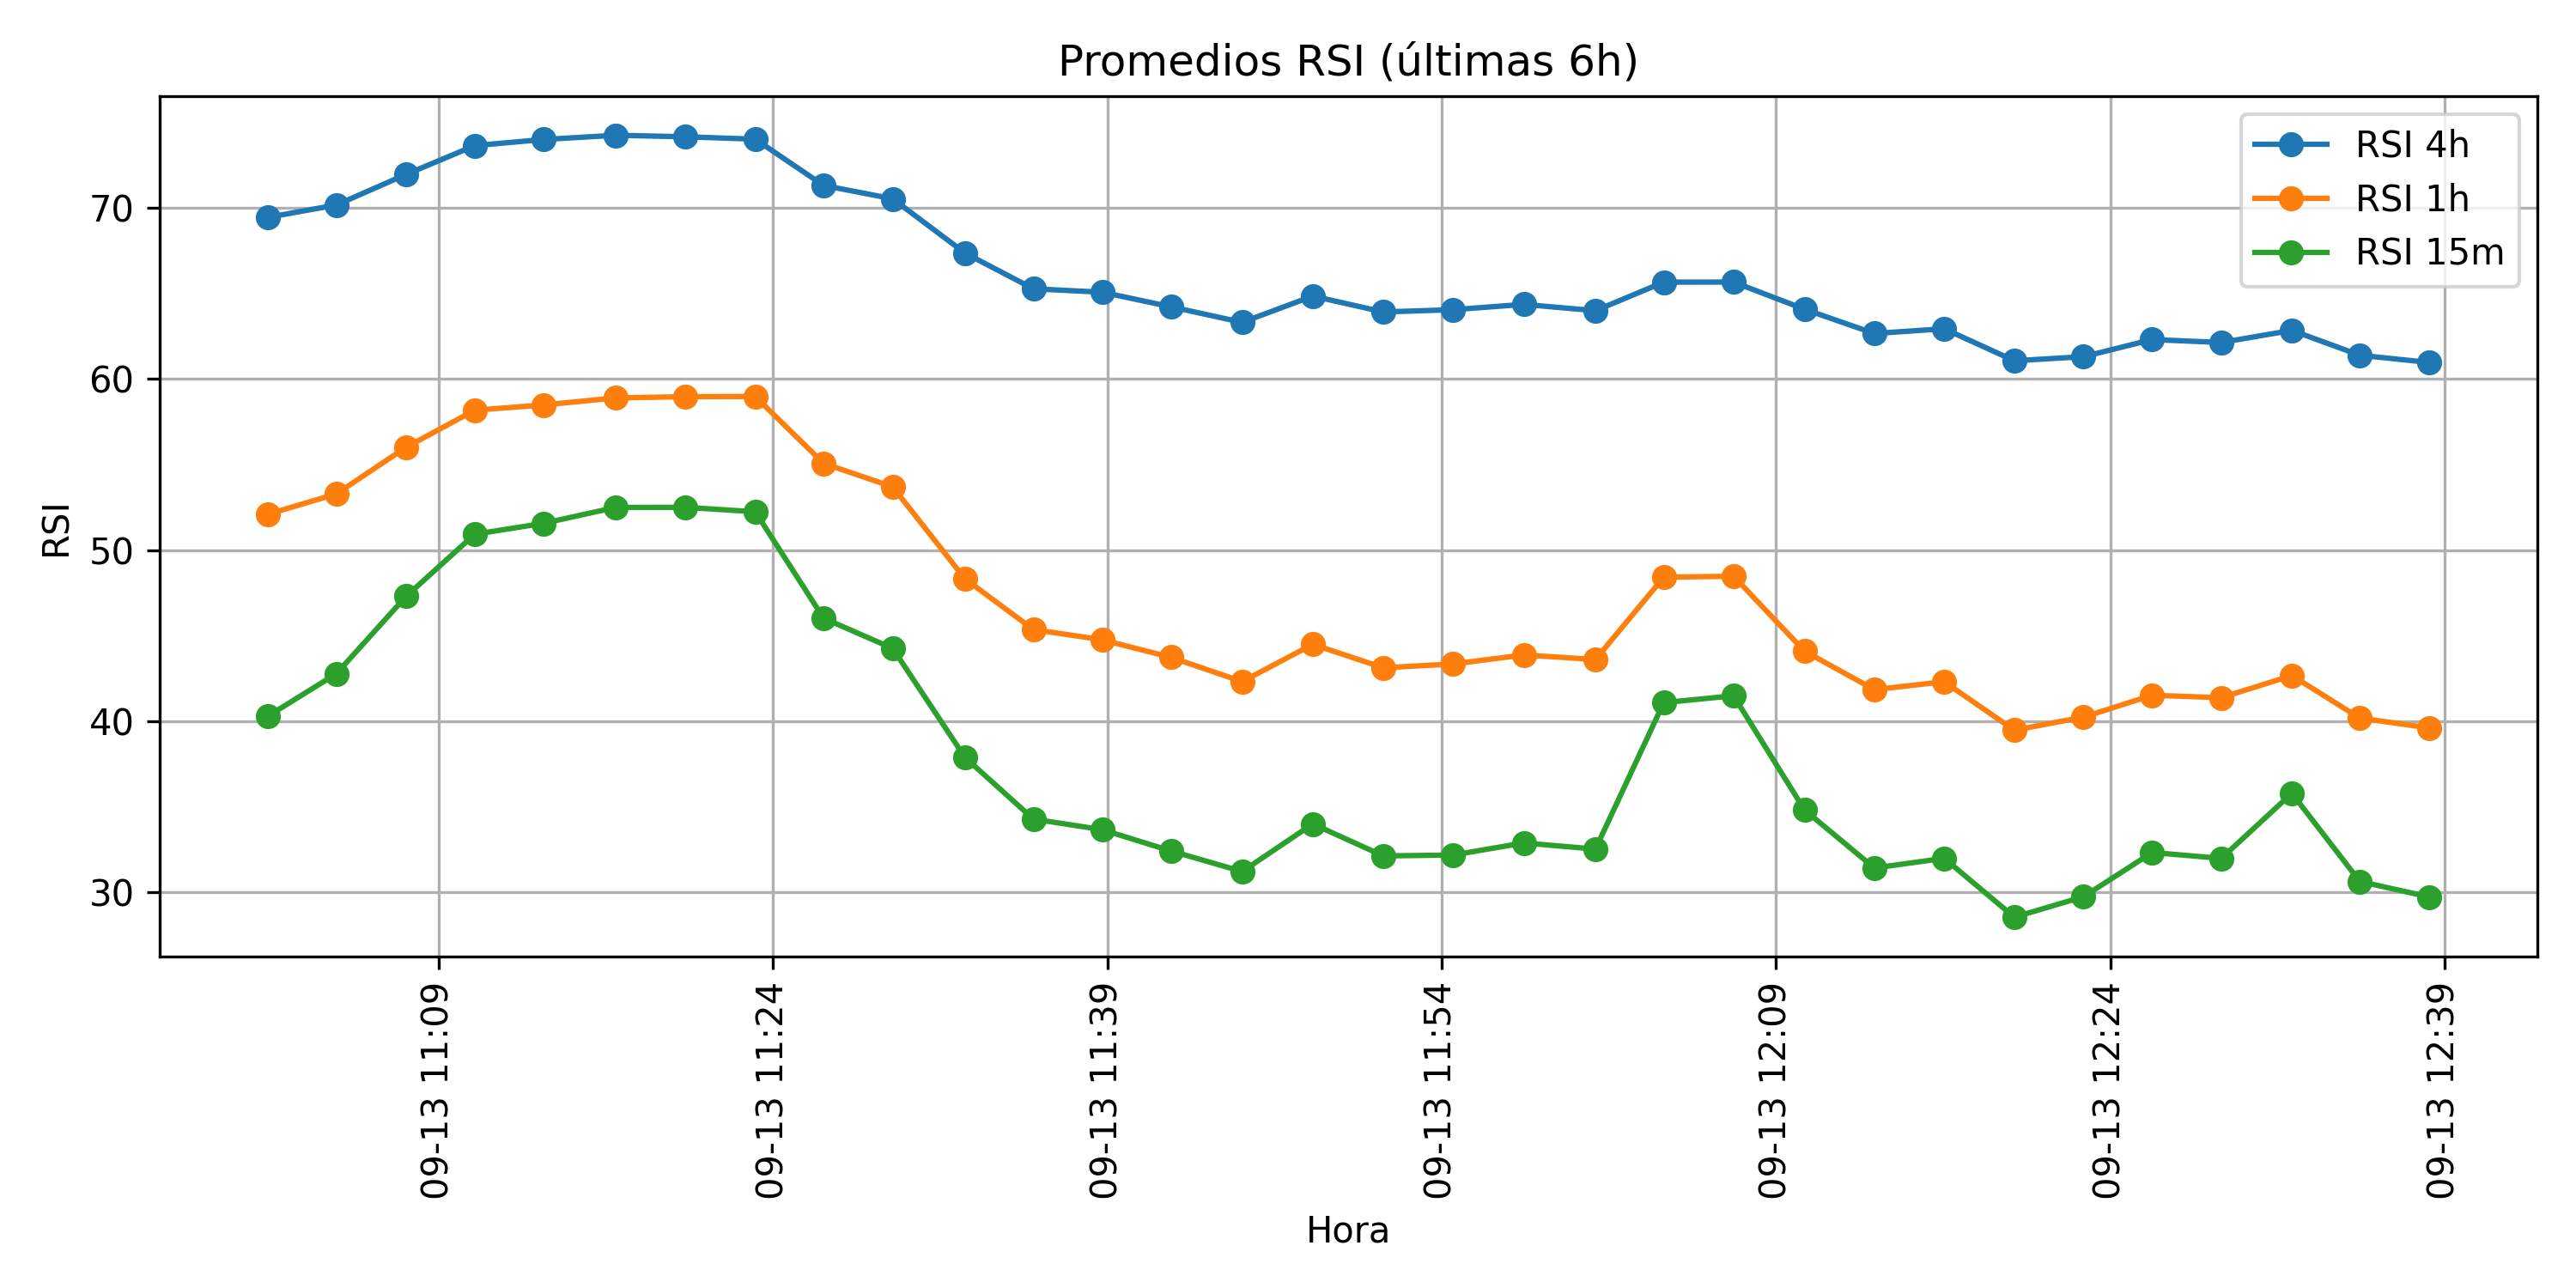 Promedios RSI (últimas 6h)
RSI 4h
RSI 1h
RSI 15m
RSI
70
60
50
40
30
09-13 11:09
09-13 11:24
09-13 11:39
09-13 11:54
09-13 12:09
09-13 12:24
09-13 12:39
Hora